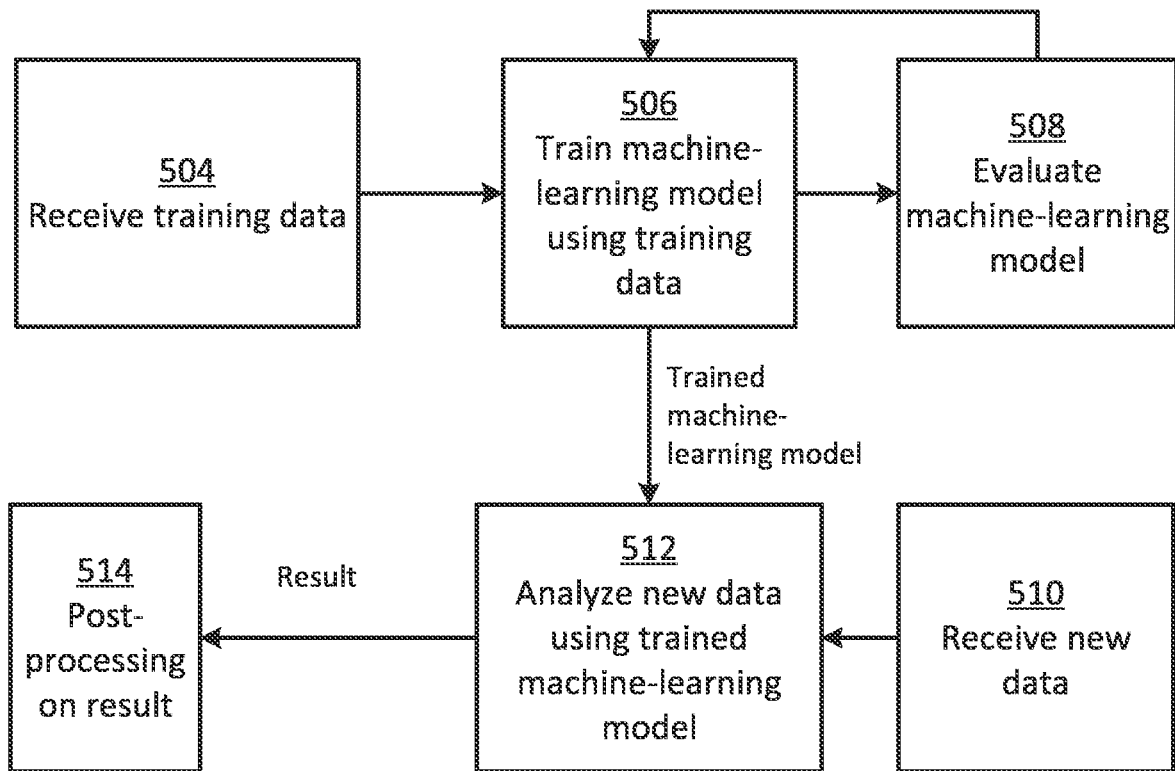 504
Receive training data
506
Train machine-
learning model
using training
data
508
Evaluate
machine-learning
model
Trained
machine-
learning model
514
Post-
processing
on result
Result
512
Analyze new data
using trained
machine-learning
model
510
Receive new
data